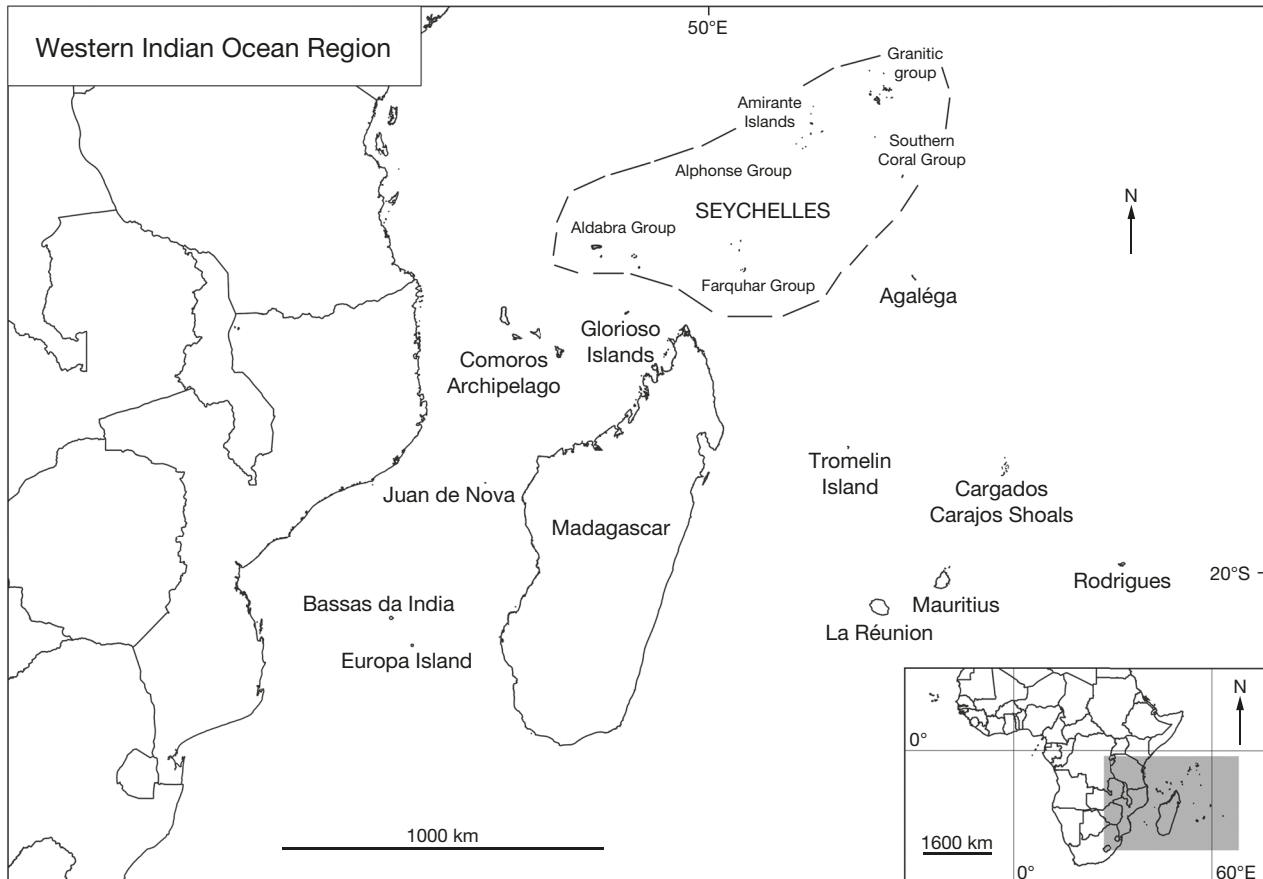 Western Indian Ocean Region
50°E
Granitic
group
Amirante
Islands
Southern
Coral Group
Alphonse Group
N
SEYCHELLES
Aldabra Group
Farquhar Group
Agaléga
Glorioso
Islands
Comoros
Archipelago
Tromelin
Island
Cargados
Carajos Shoals
Juan de Nova
Madagascar
20°S
Rodrigues
Bassas da India
Mauritius
La Réunion
Europa Island
N
0°
1000 km
1600 km
0°
60°E